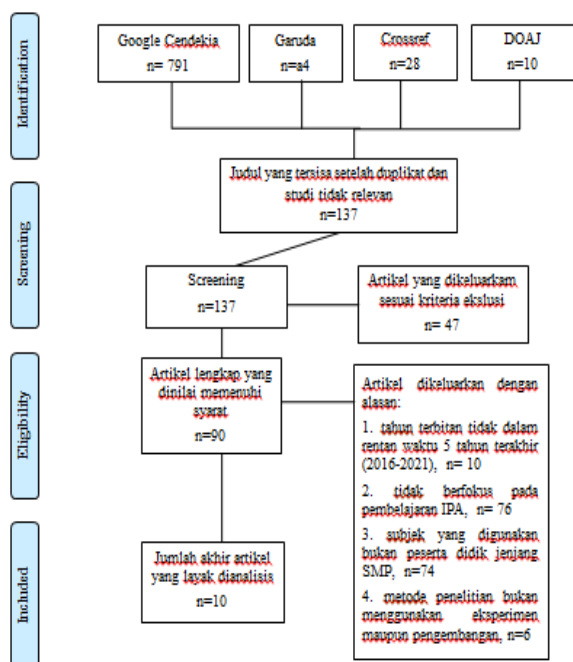 Identification
Google Cendekia
n= 791
Garuda
n=a4
Crossref
n=28
DOAJ
n=10
Judul yang tersisa setelah duplikat dan
studi tidak relevan
n=137
Screening
Screening
n=137
Artikel yang dikeluarkam
sesuai kriteria ekslusi
n= 47
Eligibility
Artikel lengkap yang
dinilai memenuhi
syarat
n=90
Artikel dikeluarkan dengan
alasan:
1. tahun terbitan tidak dalam
rentan waktu 5 tahun terakhir
(2016-2021), n= 10
2. tidak berfokus pada
pembelajaran IPA, n= 76
3. subjek yang digunakan
bukan peserta didik jenjang
SMP, n=74
4. metode penelitian bukan
menggunakan eksperimen
maupun pengembangan, n=6
Included
Jumlah akhir artikel
yang layak dianalisis
n=10